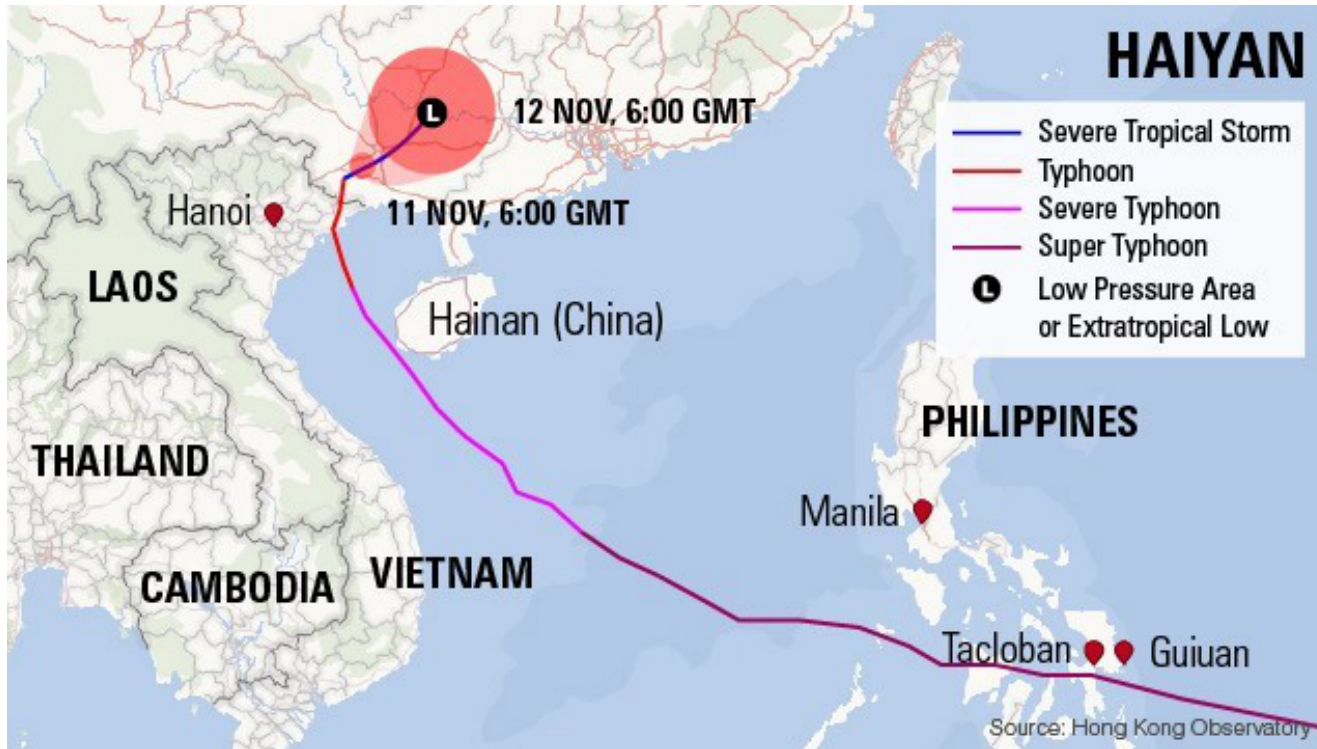 HAIYAN
Severe Tropical Storm
Typhoon
Severe Typhoon
Super Typhoon
L Low Pressure Area
or Extratropical Low
L
12 NOV, 6:00 GMT
11 NOV, 6:00 GMT
Hanoi
LAOS
Hainan (China)
THAILAND
PHILIPPINES
Manila
VIETNAM
CAMBODIA
Tacloban
Guiuan
Source: Hong Kong Observatory